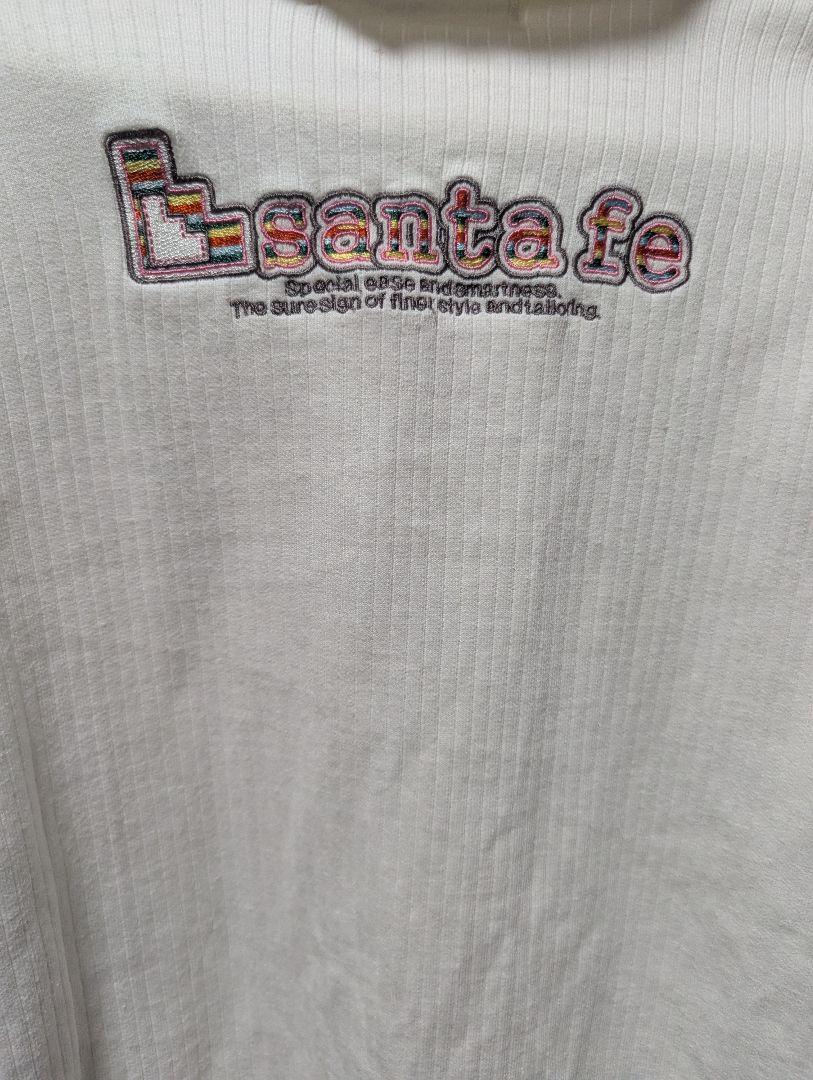 santa fe
Special ease and smartness.
The sure sign of finer style and tailoring.